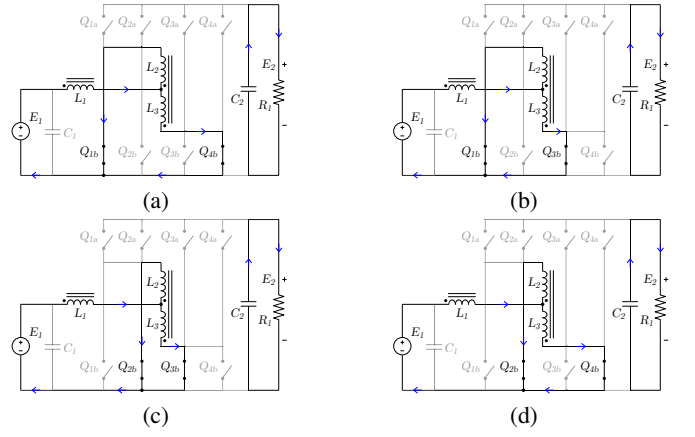 Q1a Q2a Q3a Q4a
L2 E2 +
L1 L3 C2 R1
E1 C1 −
Q1b Q2b Q3b Q4b
(a)
Q1a Q2a Q3a Q4a
L2 E2 +
L1 L3 C2 R1
E1 C1 −
Q1b Q2b Q3b Q4b
(b)
Q1a Q2a Q3a Q4a
L2 E2 +
L1 L3 C2 R1
E1 C1 −
Q1b Q2b Q3b Q4b
(c)
Q1a Q2a Q3a Q4a
L2 E2 +
L1 L3 C2 R1
E1 C1 −
Q1b Q2b Q3b Q4b
(d)